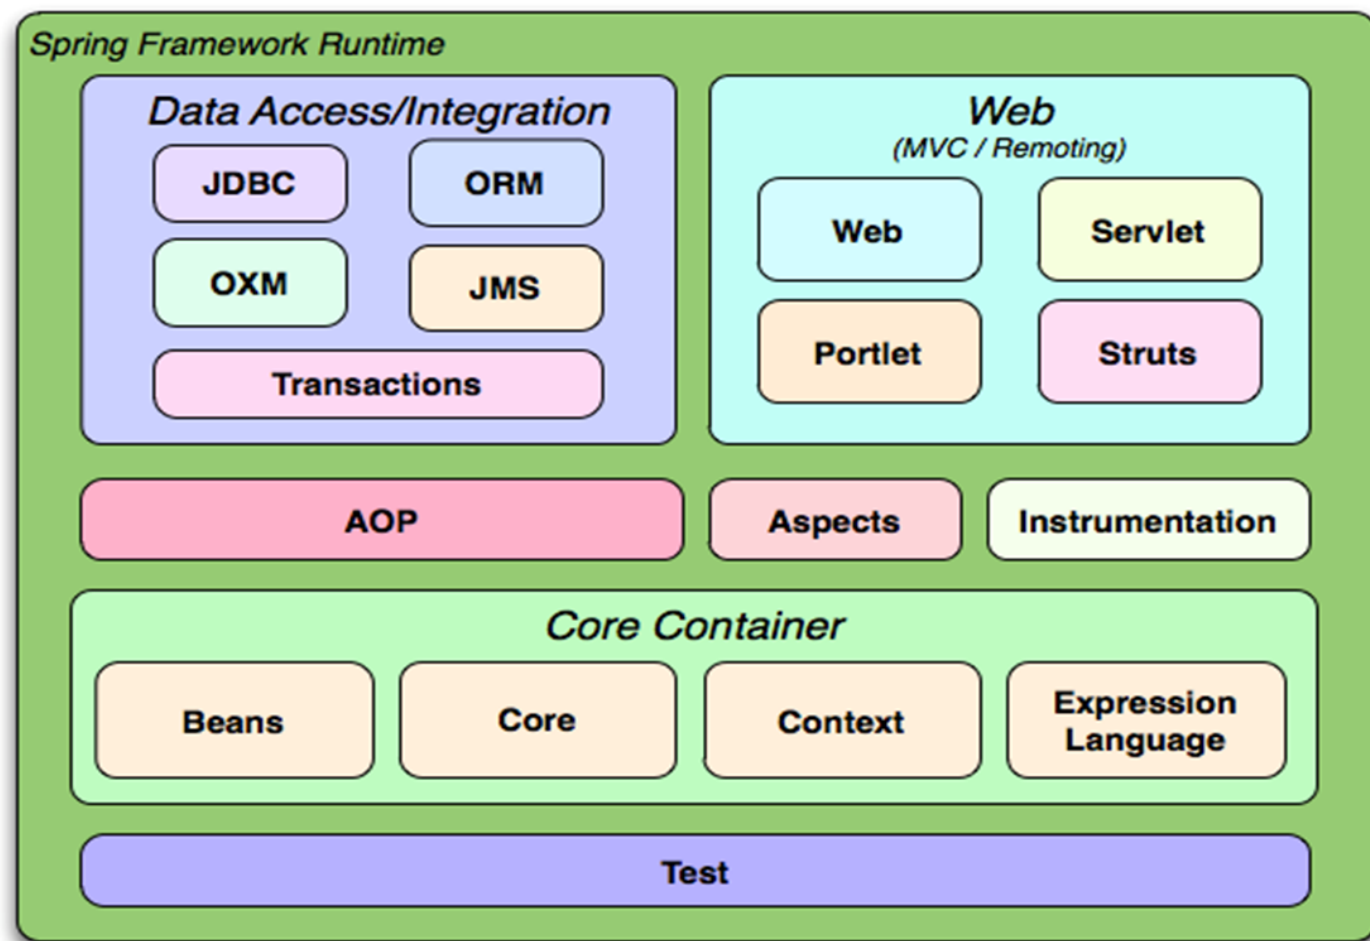 Spring Framework Runtime
Data Access/Integration
JDBC
ORM
OXM
JMS
Transactions
Web
(MVC / Remoting)
Web
Servlet
Portlet
Struts
AOP
Aspects
Instrumentation
Core Container
Beans
Core
Context
Expression
Language
Test